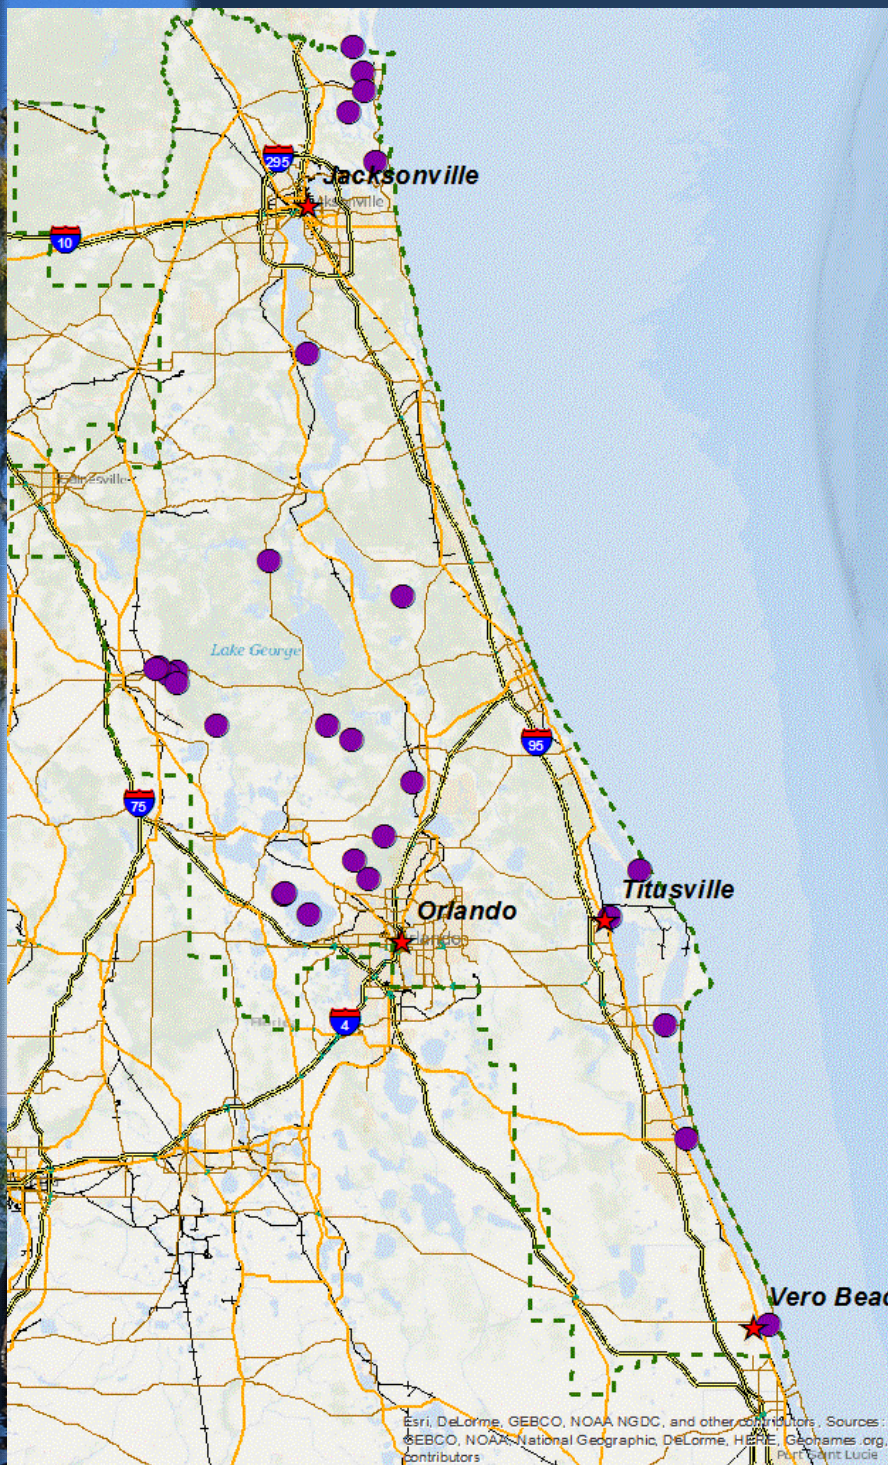 295
Jacksonville
10
Gainesville
Lake George
95
75
Titusville
Orlando
Orlando
4
Vero Beac
Esri, DeLorme, GEBCO, NOAA NGDC, and other contributors, Sources:
GEBCO, NOAA, National Geographic, DeLorme, HERE, Geonames.org,
contributors
Port Saint Lucie